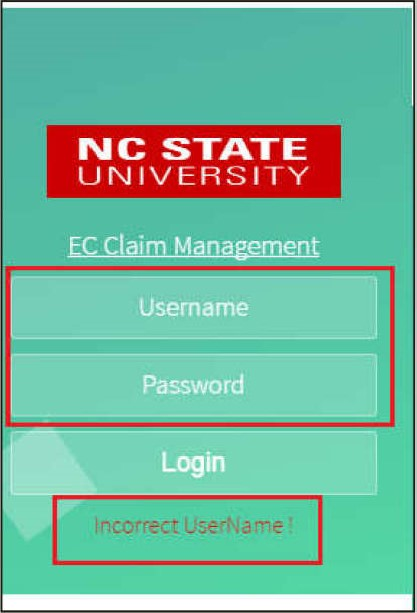 NC STATE
UNIVERSITY
EC Claim Management
Username
Password
Login
Incorrect UserName !